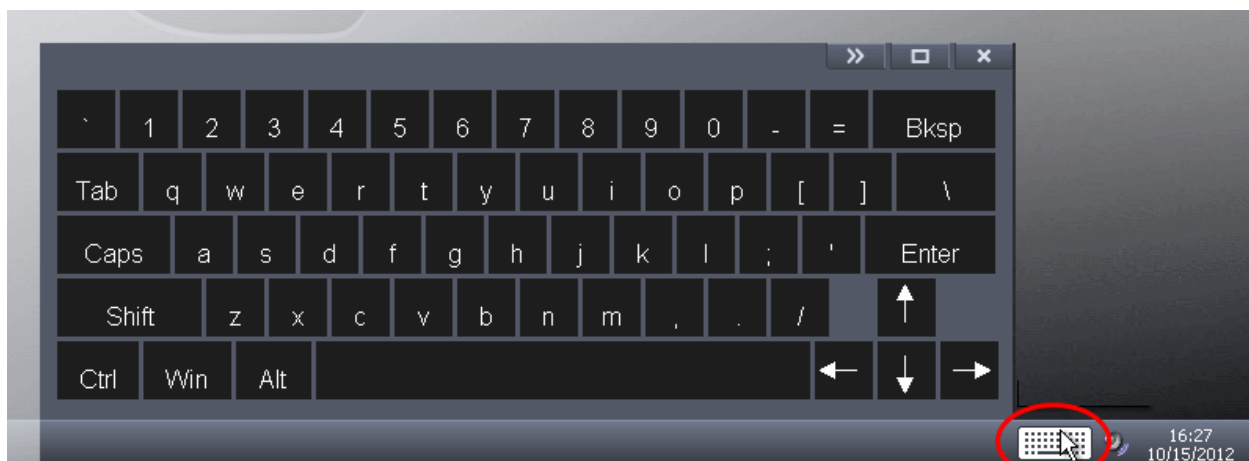 ` 1 2 3 4 5 6 7 8 9 0 - = Bksp
Tab q w e r t y u i o p [ ] \
Caps a s d f g h j k l ; ' Enter
Shift z x c v b n m , . /
Ctrl Win Alt
16:27
10/15/2012